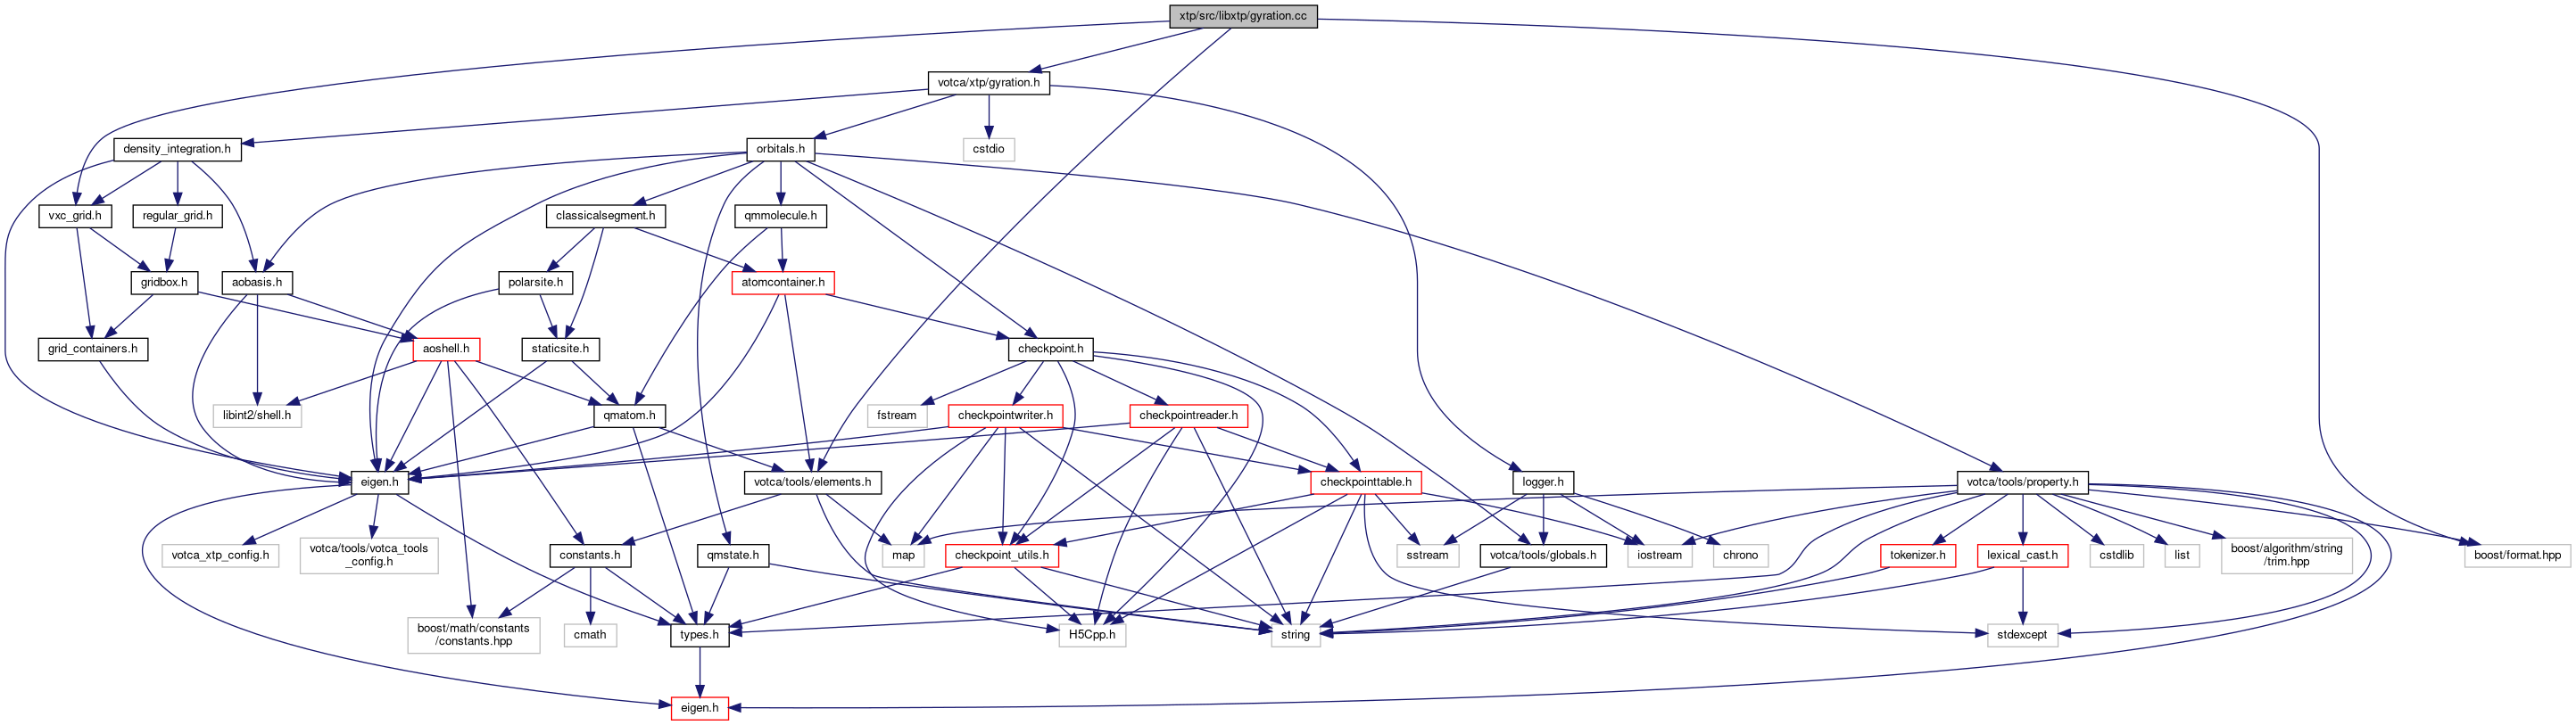 xtp/src/libxtp/gyration.cc
votca/xtp/gyration.h
density_integration.h
orbitals.h
cstdio
vxc_grid.h
regular_grid.h
classicalsegment.h
qmmolecule.h
gridbox.h
aobasis.h
polarsite.h
atomcontainer.h
grid_containers.h
aoshell.h
staticsite.h
checkpoint.h
libint2/shell.h
qmatom.h
fstream
checkpointwriter.h
checkpointreader.h
eigen.h
votca/tools/elements.h
checkpointtable.h
logger.h
votca/tools/property.h
votca_xtp_config.h
votca/tools/votca_tools
_config.h
constants.h
qmstate.h
map
checkpoint_utils.h
sstream
votca/tools/globals.h
iostream
chrono
tokenizer.h
lexical_cast.h
cstdlib
list
boost/algorithm/string
/trim.hpp
boost/format.hpp
boost/math/constants
/constants.hpp
cmath
types.h
H5Cpp.h
string
stdexcept
eigen.h